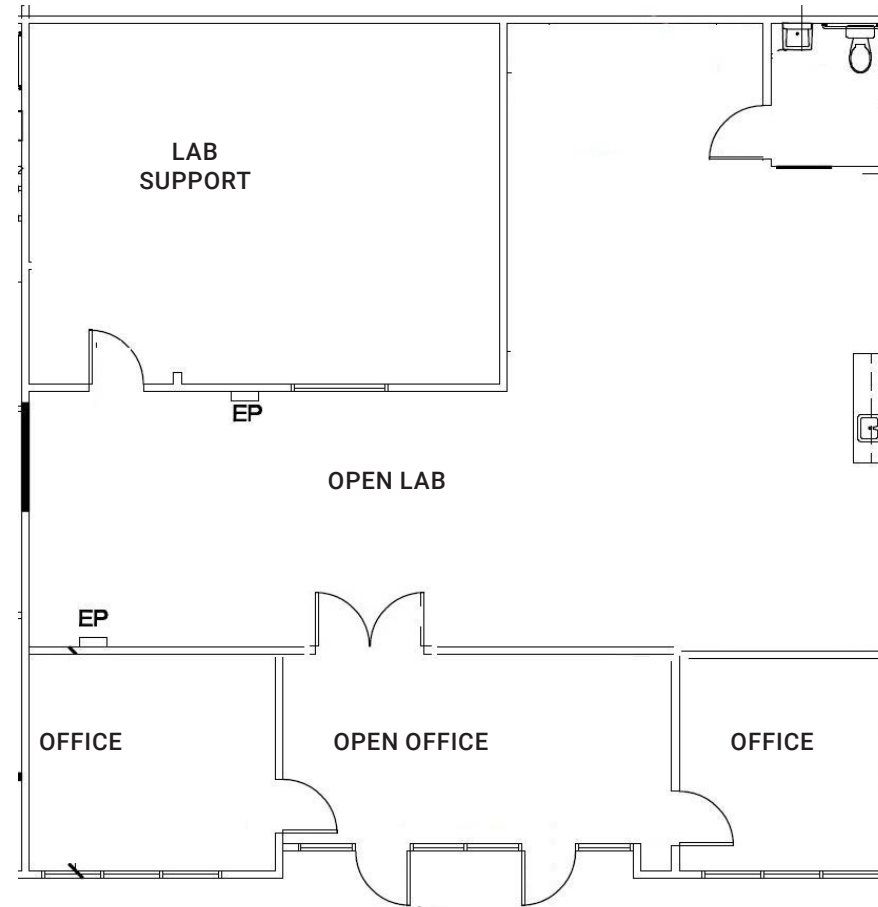 LAB
SUPPORT
EP
OPEN LAB
EP
OFFICE
OPEN OFFICE
OFFICE